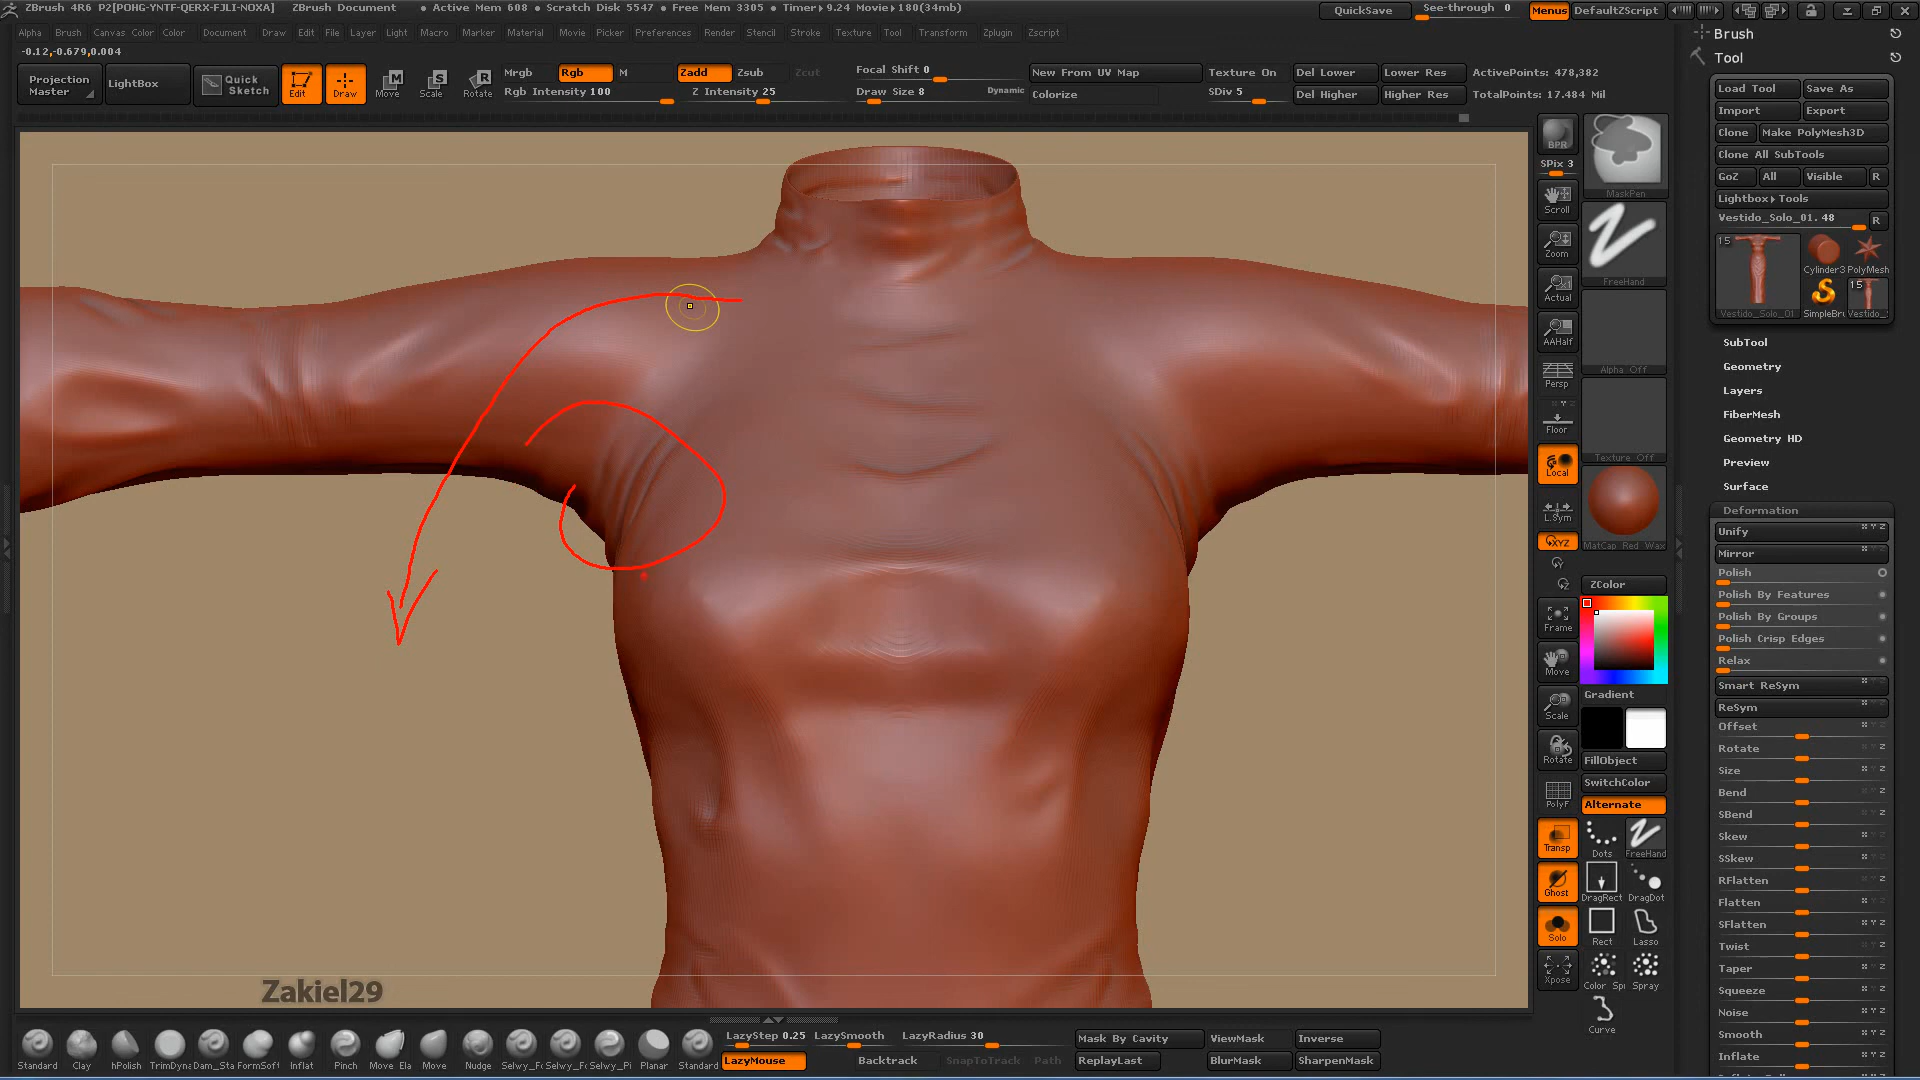 ZBrush 4R6 P2[POHG-YNTF-QERX-FJLI-NOXA] ZBrush Document • Active Mem 608 • Scratch Disk 5547 • Free Mem 3305 • Timer▸9.24 Movie▸180(34mb) QuickSave See-through 0 Menus DefaultZScript
Alpha Brush Canvas Color Color Document Draw Edit File Layer Light Macro Marker Material Movie Picker Preferences Render Stencil Stroke Texture Tool Transform Zplugin Zscript
-0.12,-0.679,0.004
Projection Master
LightBox
Quick Sketch
Edit
Draw
Move
Scale
Rotate
Mrgb Rgb M
Rgb Intensity 100
Zadd Zsub Zcut
Z Intensity 25
Focal Shift 0
Draw Size 8 Dynamic
New From UV Map
Colorize
Texture On
SDiv 5
Del Lower Lower Res
Del Higher Higher Res
ActivePoints: 478,382
TotalPoints: 17.484 Mil
BPR
SPix 3
Scroll
Zoom
Actual
AAHalf
Persp
Floor
Local
L.Sym
XYZ
Frame
Move
Scale
Rotate
PolyF
Transp
Ghost
Solo
Xpose
MaskPen
FreeHand
Alpha Off
Texture Off
MatCap Red Wax
ZColor
Gradient
FillObject
SwitchColor
Alternate
Dots FreeHand
DragRect DragDot
Rect Lasso
Color Spi Spray
Curve
Brush
Tool
Load Tool Save As
Import Export
Clone Make PolyMesh3D
Clone All SubTools
GoZ All Visible R
Lightbox▸Tools
Vestido_Solo_01. 48 R
15
Cylinder3 PolyMesh
15
Vestido_Solo_01 SimpleBru Vestido_:
SubTool
Geometry
Layers
FiberMesh
Geometry HD
Preview
Surface
Deformation
Unify
Mirror
Polish
Polish By Features
Polish By Groups
Polish Crisp Edges
Relax
Smart ReSym
ReSym
Offset
Rotate
Size
Bend
SBend
Skew
SSkew
RFlatten
Flatten
SFlatten
Twist
Taper
Squeeze
Noise
Smooth
Inflate
Zakiel29
Standard Clay hPolish TrimDyna Dam_Sta FormSoft Inflat Pinch Move Ela Move Nudge Selwy_Fo Selwy_Fo Selwy_Pi Planar Standard
LazyStep 0.25 LazySmooth LazyRadius 30
LazyMouse Backtrack SnapToTrack Path
Mask By Cavity ViewMask Inverse
ReplayLast BlurMask SharpenMask